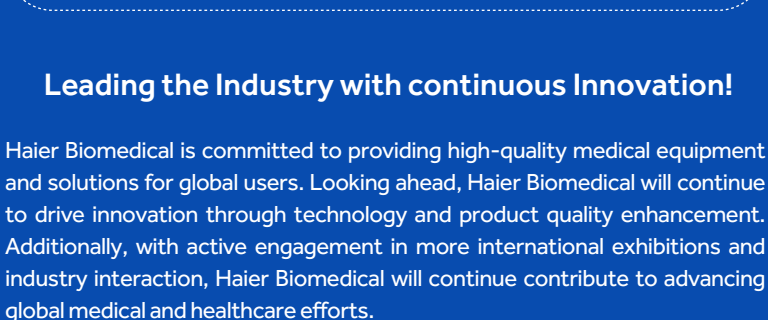 Leading the Industry with continuous Innovation!
Haier Biomedical is committed to providing high-quality medical equipment
and solutions for global users. Looking ahead, Haier Biomedical will continue
to drive innovation through technology and product quality enhancement.
Additionally, with active engagement in more international exhibitions and
industry interaction, Haier Biomedical will continue contribute to advancing
global medical and healthcare efforts.